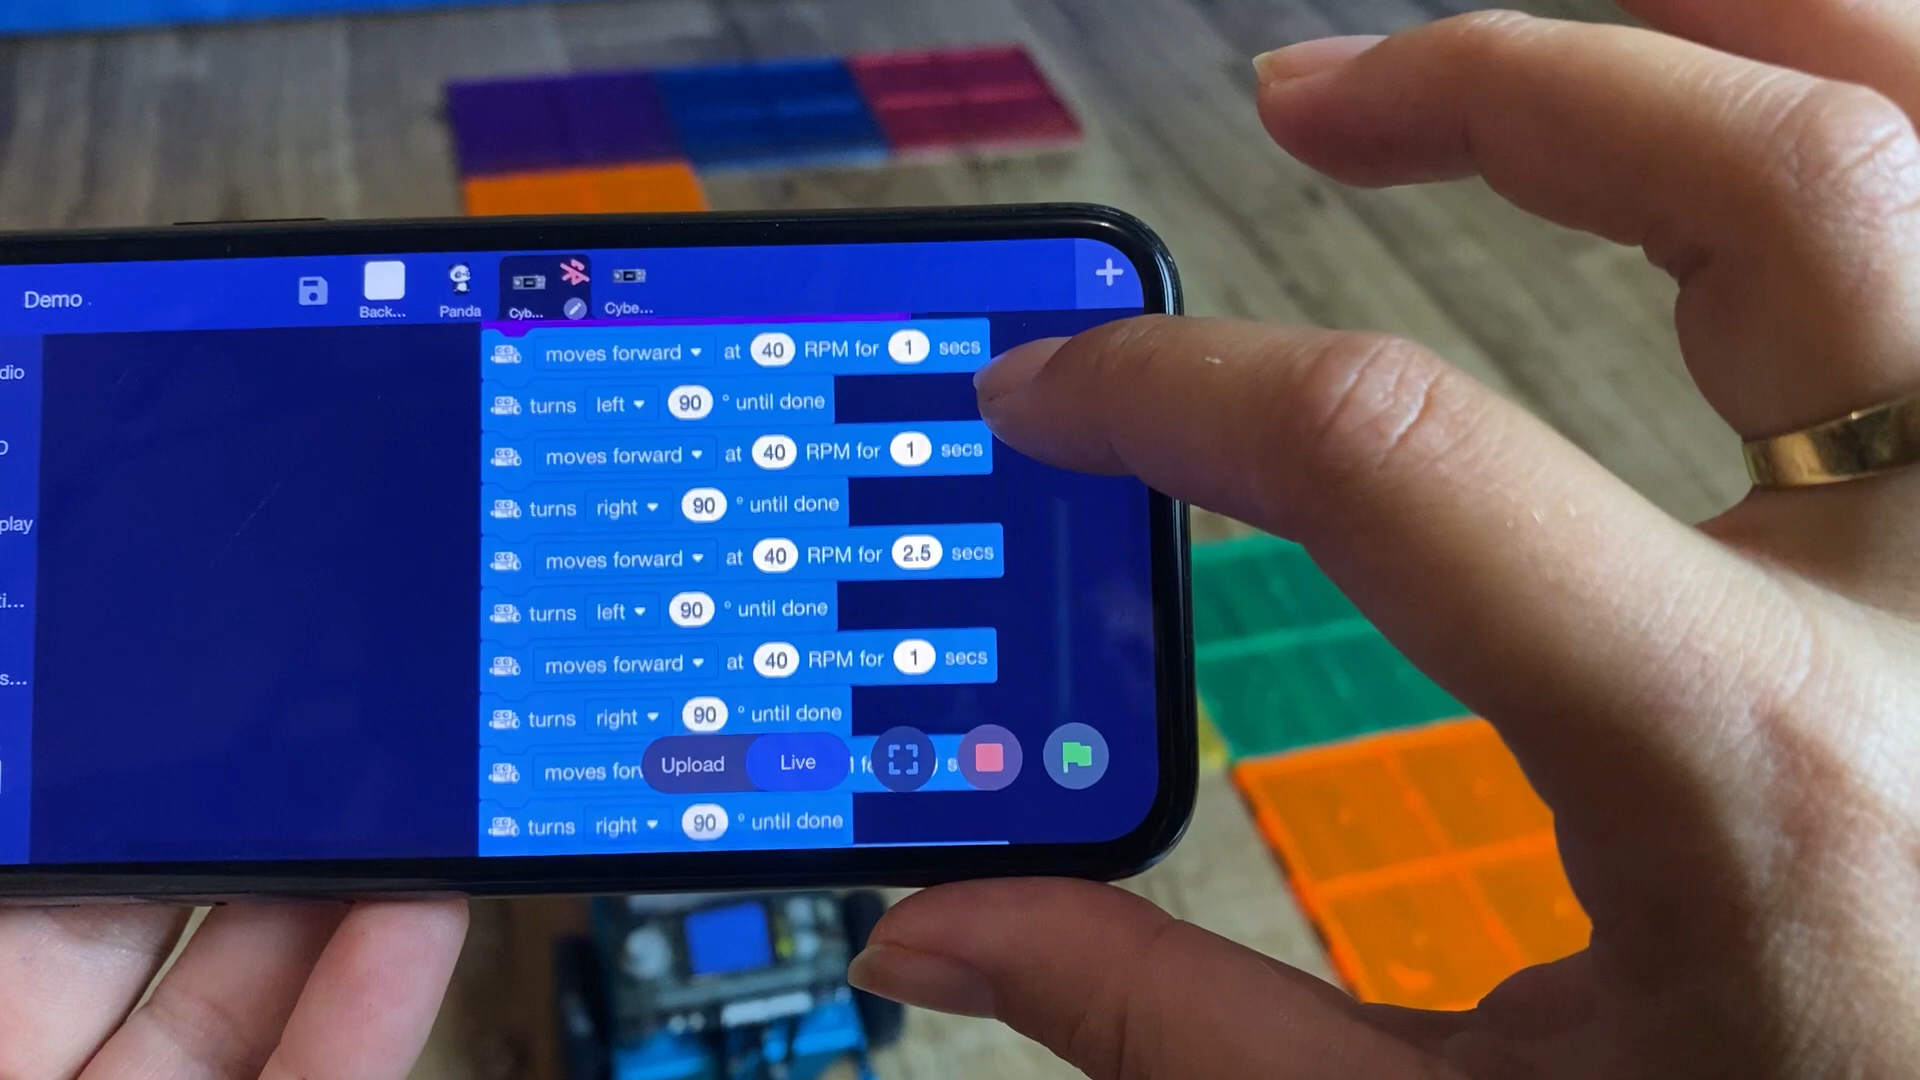 Demo
Back...
Panda
Cyb...
Cybe...
dio
play
ti...
s...
moves forward at 40 RPM for 1 secs
turns left 90 ° until done
moves forward at 40 RPM for 1 secs
turns right 90 ° until done
moves forward at 40 RPM for 2.5 secs
turns left 90 ° until done
moves forward at 40 RPM for 1 secs
turns right 90 ° until done
moves for
Upload
Live
turns right 90 ° until done